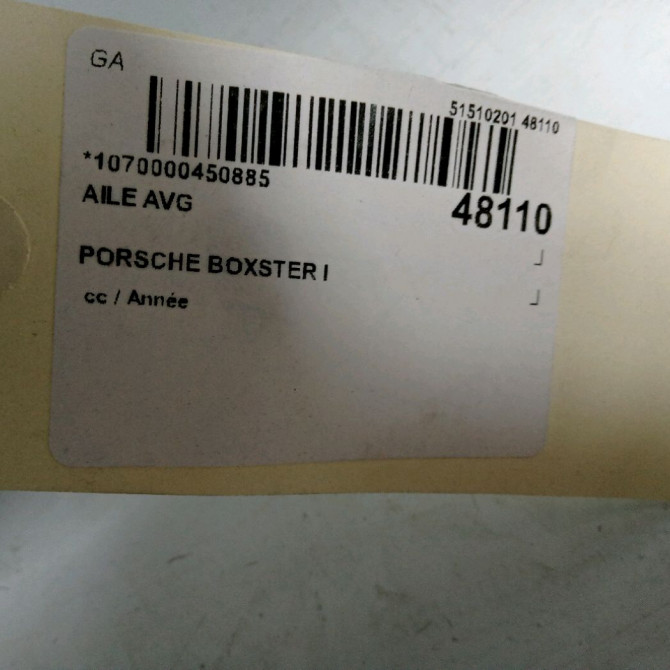 GA
51510201 48110
*1070000450885
AILE AVG
48110
PORSCHE BOXSTER I
cc / Année